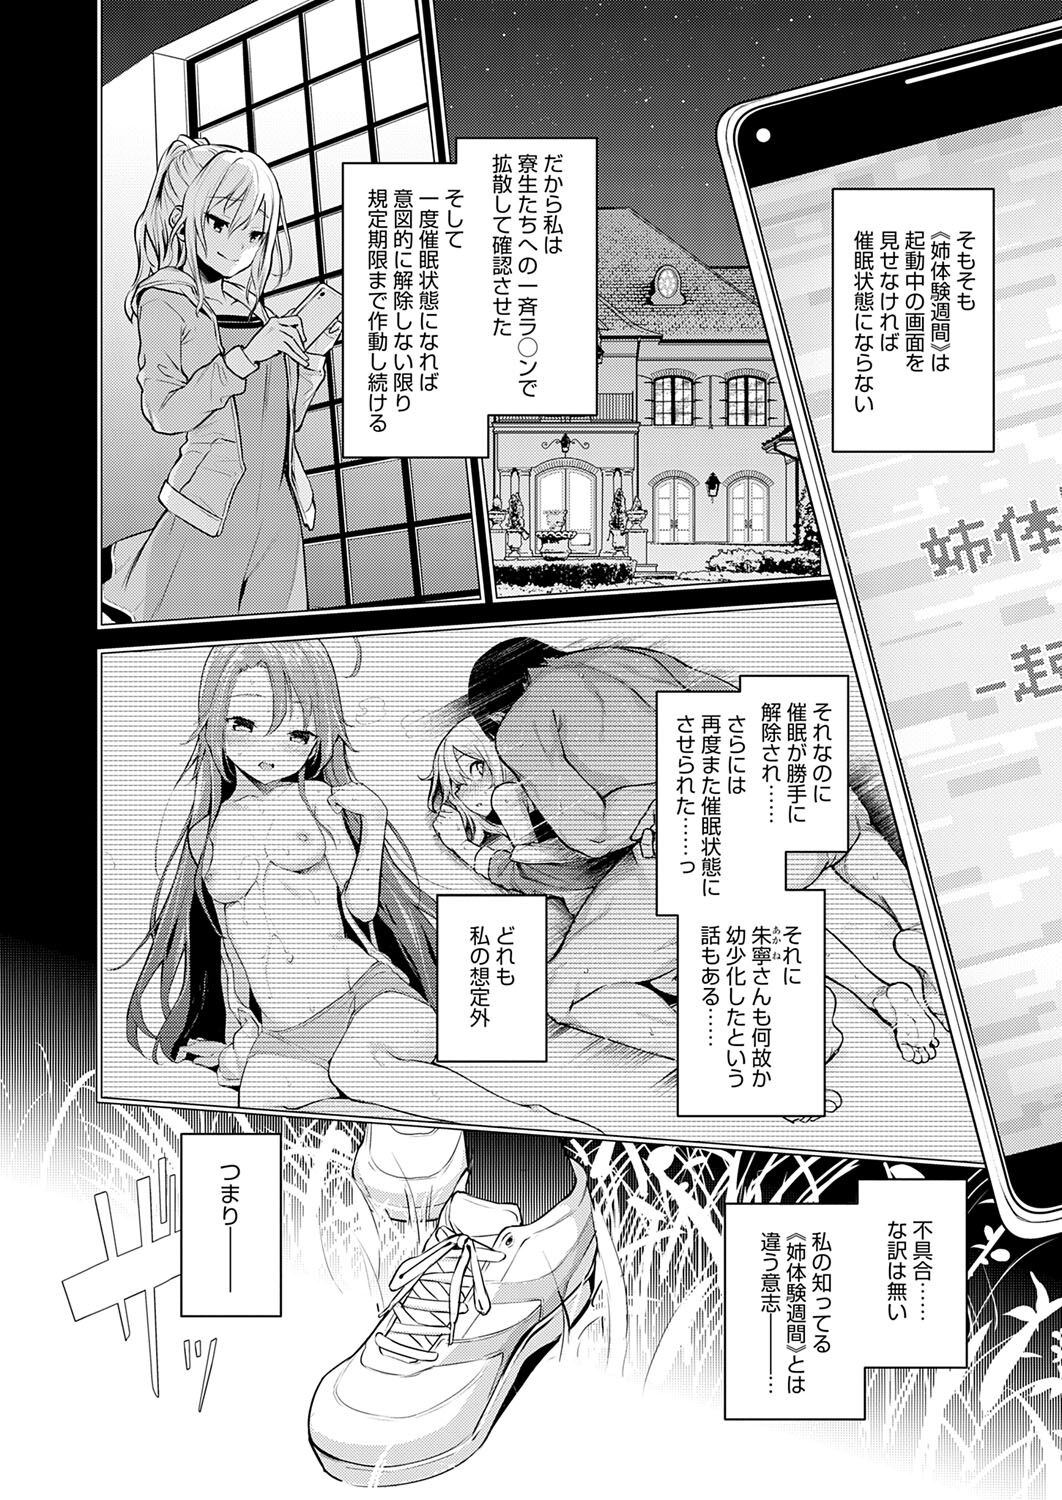 そもそも
《姉体験週間》は
起動中の画面を
見せなければ
催眠状態にならない
だから私は
寮生たちへの一斉ラ〇ンで
拡散して確認させた
そして
一度催眠状態になれば
意図的に解除しない限り
規定期限まで作動し続ける
姉体
-起
それなのに
催眠が勝手に
解除され……
さらには
再度また催眠状態に
させられた……っ
それに
朱寧さんも何故か
あかね
幼少化したという
話もある……
どれも
私の想定外
不具合……
な訳は無い
私の知ってる
《姉体験週間》とは
違う意志――…
つまり――
ザッ